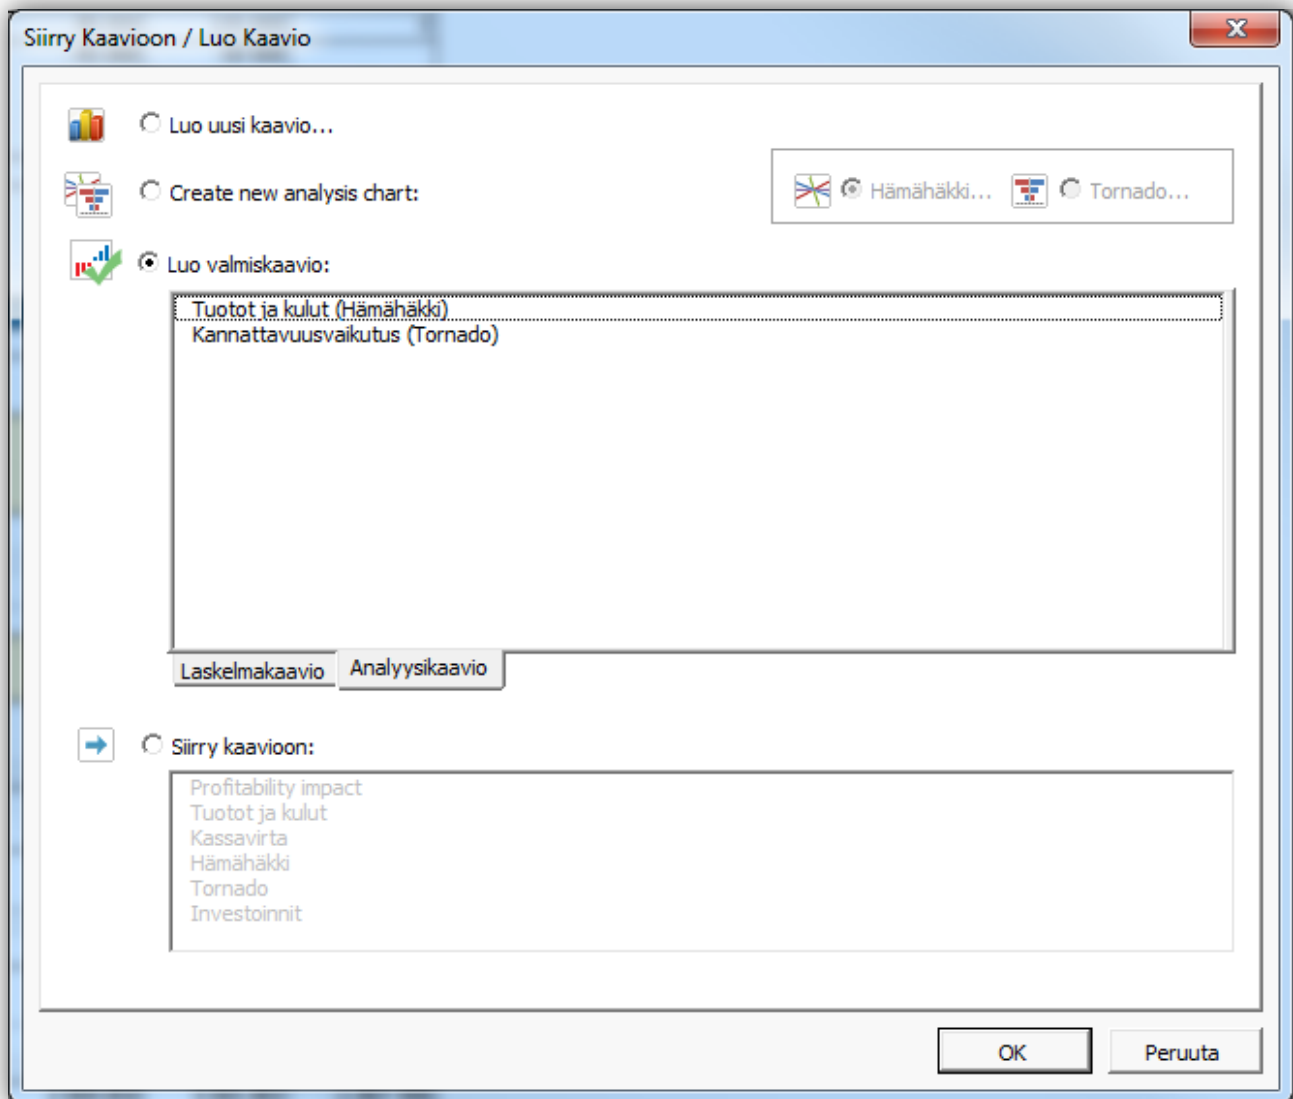 Siirry Kaavioon / Luo Kaavio
Luo uusi kaavio...
Create new analysis chart:
Hämähäkki...
Tornado...
Luo valmiskaavio:
Tuotot ja kulut (Hämähäkki)
Kannattavuusvaikutus (Tornado)
Laskelmakaavio
Analyysikaavio
Siirry kaavioon:
Profitability impact
Tuotot ja kulut
Kassavirta
Hämähäkki
Tornado
Investoinnit
OK
Peruuta